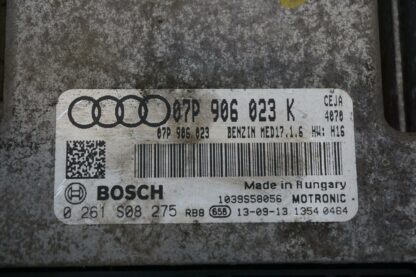 07P 906 023 K
CEJA
4070
07P 906 023 BENZIN MED17.1.6 HW: H16
Made in Hungary
BOSCH
1039S58056 MOTRONIC
0 261 S08 275 RBB 658 13-09-13 1354 0464